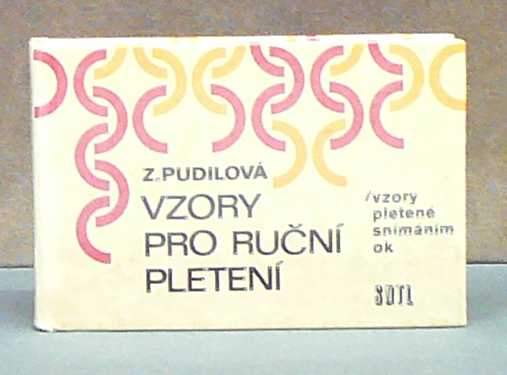 Z. PUDILOVÁ
VZORY
PRO RUČNÍ
PLETENÍ
/vzory
pletené
snímáním
ok
SNTL